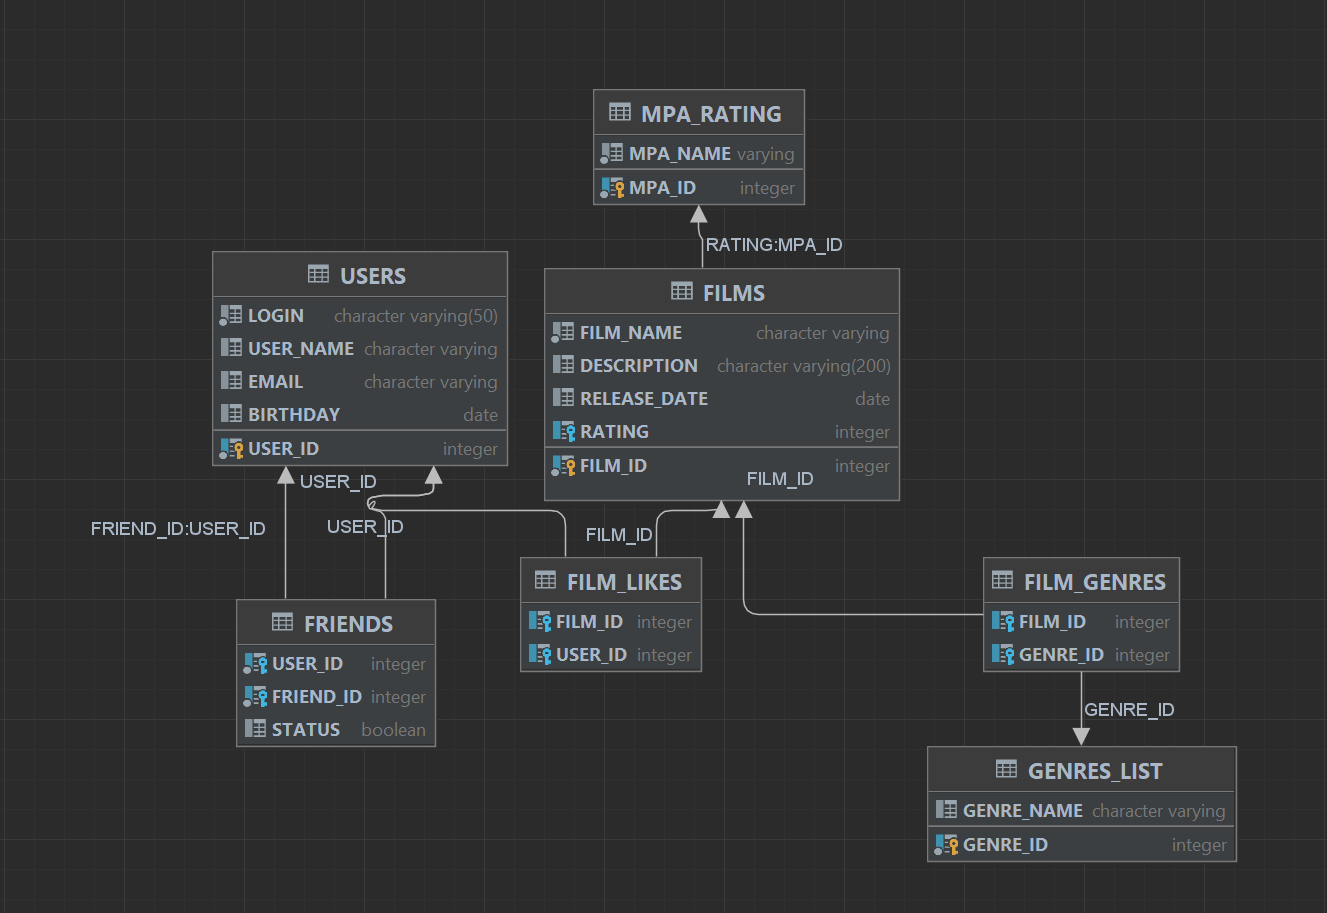 MPA_RATING
MPA_NAME varying
MPA_ID integer
RATING:MPA_ID
USERS
LOGIN character varying(50)
USER_NAME character varying
EMAIL character varying
BIRTHDAY date
USER_ID integer
FILMS
FILM_NAME character varying
DESCRIPTION character varying(200)
RELEASE_DATE date
RATING integer
FILM_ID integer
FILM_ID
USER_ID
FRIEND_ID:USER_ID
USER_ID
FILM_ID
FRIENDS
USER_ID integer
FRIEND_ID integer
STATUS boolean
FILM_LIKES
FILM_ID integer
USER_ID integer
FILM_GENRES
FILM_ID integer
GENRE_ID integer
GENRE_ID
GENRES_LIST
GENRE_NAME character varying
GENRE_ID integer